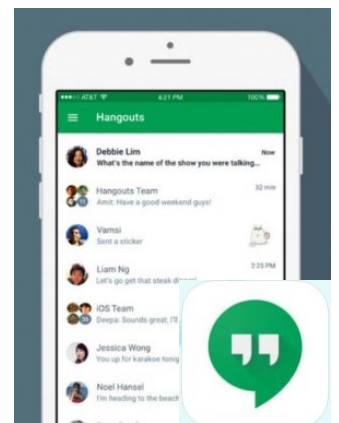 AT&T 4:21 PM 100%
Hangouts
Debbie Lim Now
What's the name of the show you were talking...
Hangouts Team 32 min
Amit: Have a good weekend guys!
Vamsi
Sent a sticker
Liam Ng 2:25 PM
Let's go get that steak
iOS Team
Deepa: Sounds great, I'll
Jessica Wong
You up for karaoke
Noel Hansel
I'm heading to the beach